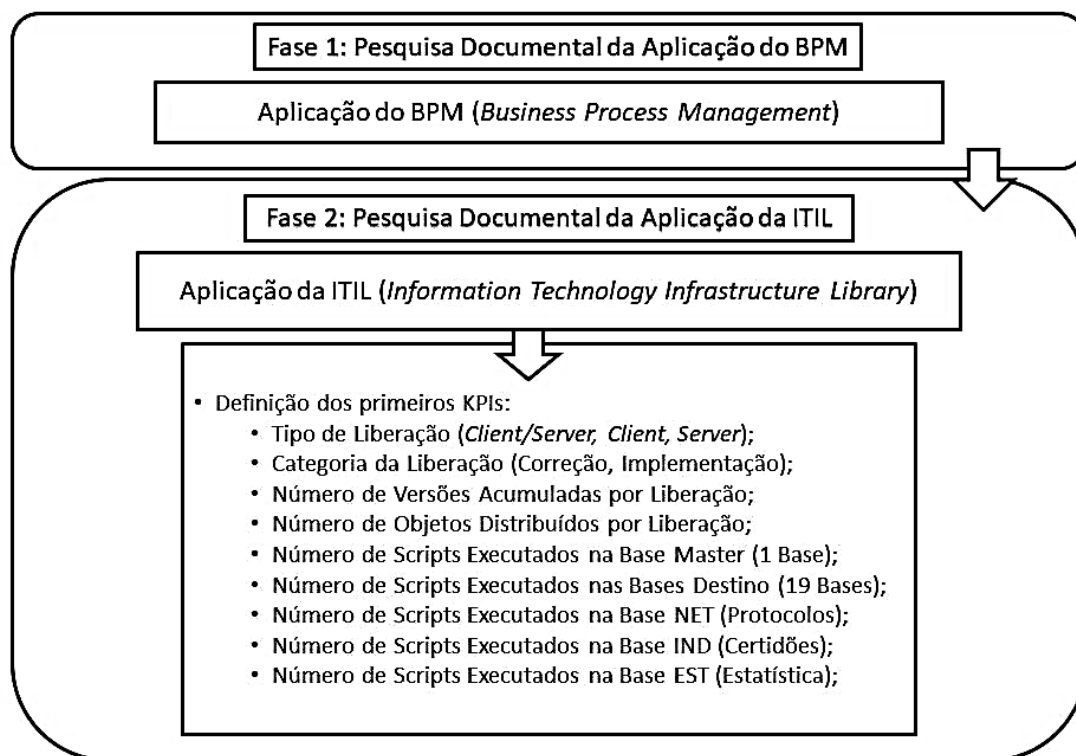 Fase 1: Pesquisa Documental da Aplicação do BPM
Aplicação do BPM (Business Process Management)
Fase 2: Pesquisa Documental da Aplicação da ITIL
Aplicação da ITIL (Information Technology Infrastructure Library)
• Definição dos primeiros KPIs:
• Tipo de Liberação (Client/Server, Client, Server);
• Categoria da Liberação (Correção, Implementação);
• Número de Versões Acumuladas por Liberação;
• Número de Objetos Distribuídos por Liberação;
• Número de Scripts Executados na Base Master (1 Base);
• Número de Scripts Executados nas Bases Destino (19 Bases);
• Número de Scripts Executados na Base NET (Protocolos);
• Número de Scripts Executados na Base IND (Certidões);
• Número de Scripts Executados na Base EST (Estatística);